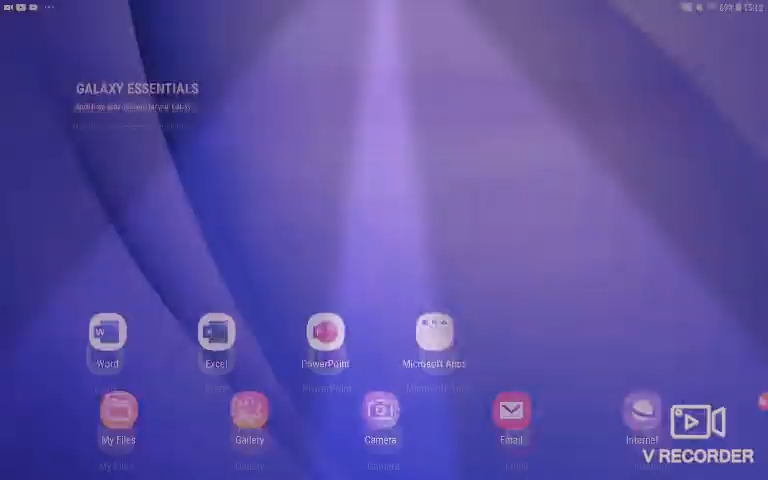 GALAXY ESSENTIALS
Word
Excel
PowerPoint
Microsoft Apps
My Files
Gallery
Camera
Email
Internet
V RECORDER